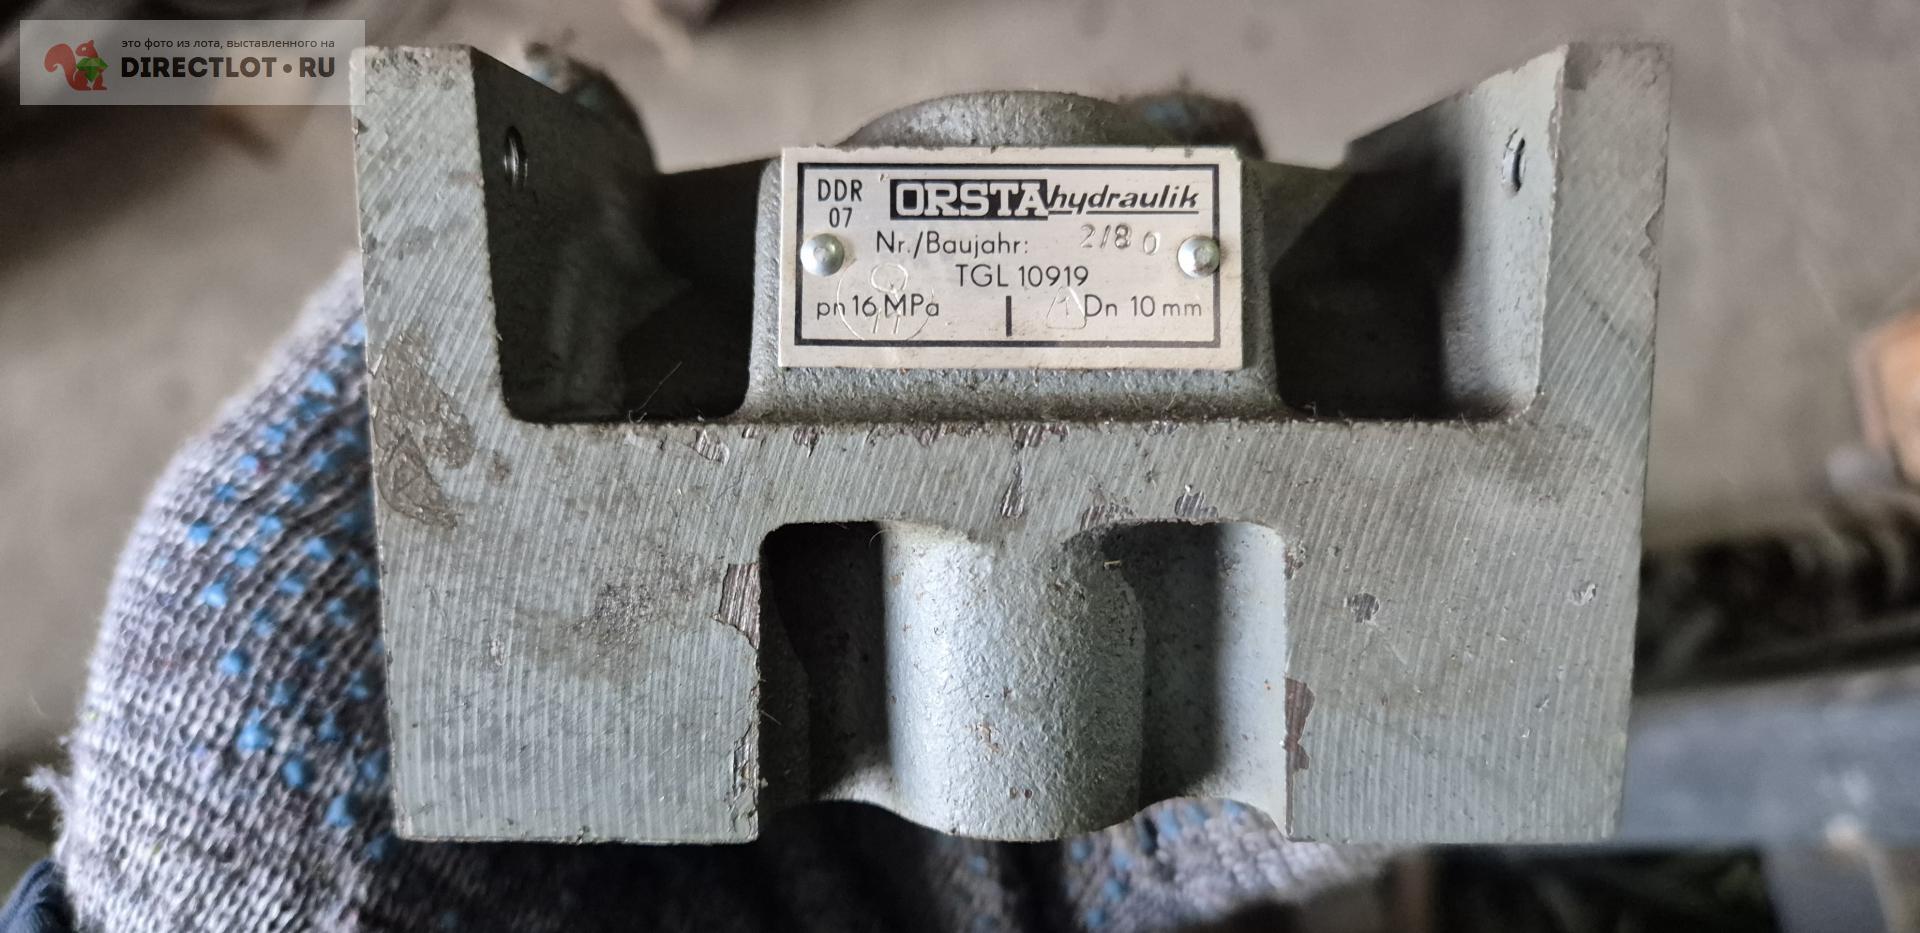 это фото из лота, выставленного на
DIRECTLOT•RU
DDR
07
ORSTA hydraulik
Nr./Baujahr: 2/80
TGL 10919
pn 16 MPa
1
Dn 10 mm